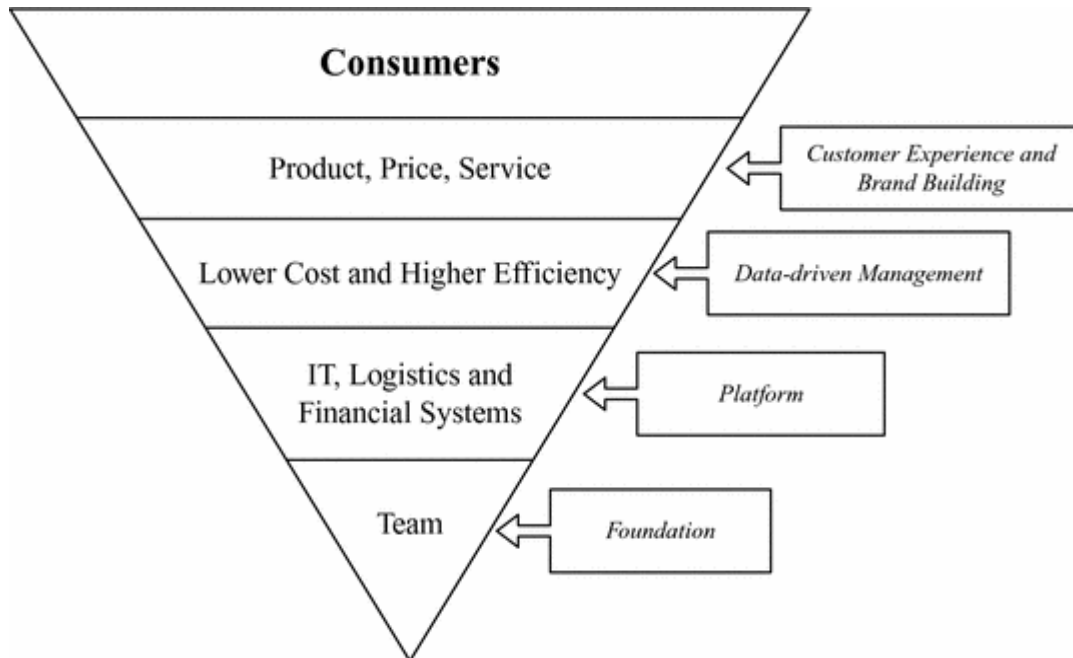 Consumers
Product, Price, Service
Customer Experience and
Brand Building
Lower Cost and Higher Efficiency
Data-driven Management
IT, Logistics and
Financial Systems
Platform
Team
Foundation